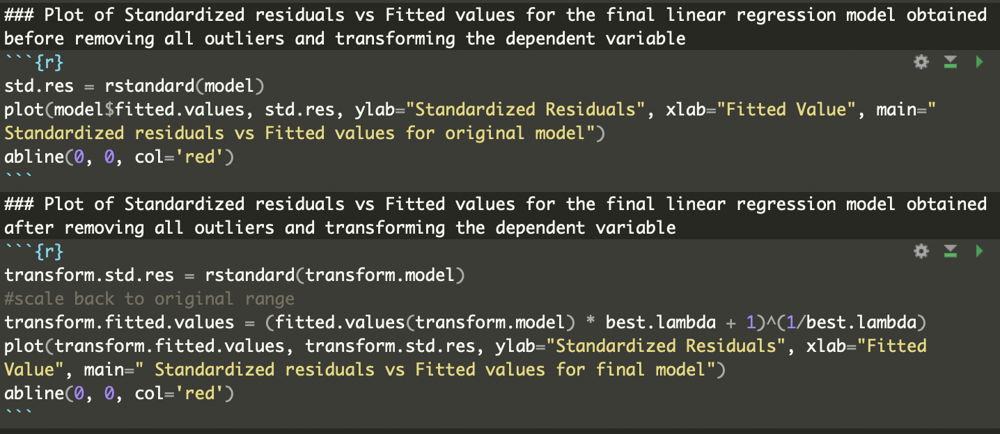 ### Plot of Standardized residuals vs Fitted values for the final linear regression model obtained
before removing all outliers and transforming the dependent variable
```{r}
std.res = rstandard(model)
plot(model$fitted.values, std.res, ylab="Standardized Residuals", xlab="Fitted Value", main="
Standardized residuals vs Fitted values for original model")
abline(0, 0, col='red')
```
### Plot of Standardized residuals vs Fitted values for the final linear regression model obtained
after removing all outliers and transforming the dependent variable
```{r}
transform.std.res = rstandard(transform.model)
#scale back to original range
transform.fitted.values = (fitted.values(transform.model) * best.lambda + 1)^(1/best.lambda)
plot(transform.fitted.values, transform.std.res, ylab="Standardized Residuals", xlab="Fitted
Value", main=" Standardized residuals vs Fitted values for final model")
abline(0, 0, col='red')
```